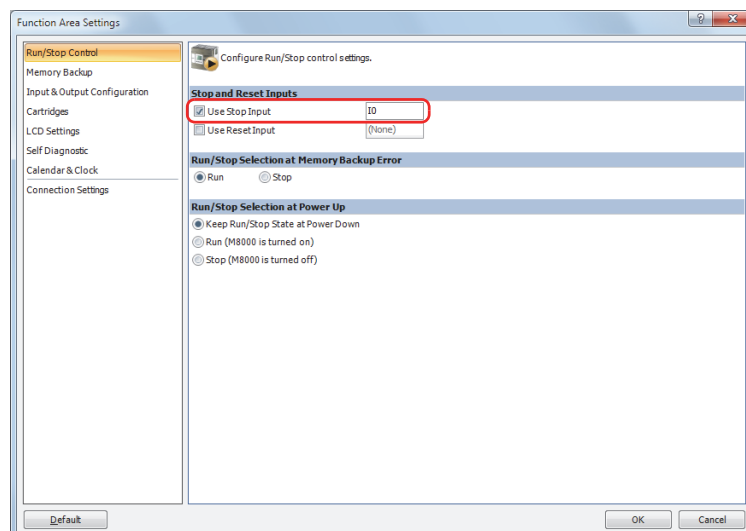 Function Area Settings
? X
Run/Stop Control
Memory Backup
Input & Output Configuration
Cartridges
LCD Settings
Self Diagnostic
Calendar & Clock
Connection Settings
Configure Run/Stop control settings.
Stop and Reset Inputs
Use Stop Input I0
Use Reset Input (None)
Run/Stop Selection at Memory Backup Error
Run Stop
Run/Stop Selection at Power Up
Keep Run/Stop State at Power Down
Run (M8000 is turned on)
Stop (M8000 is turned off)
Default OK Cancel